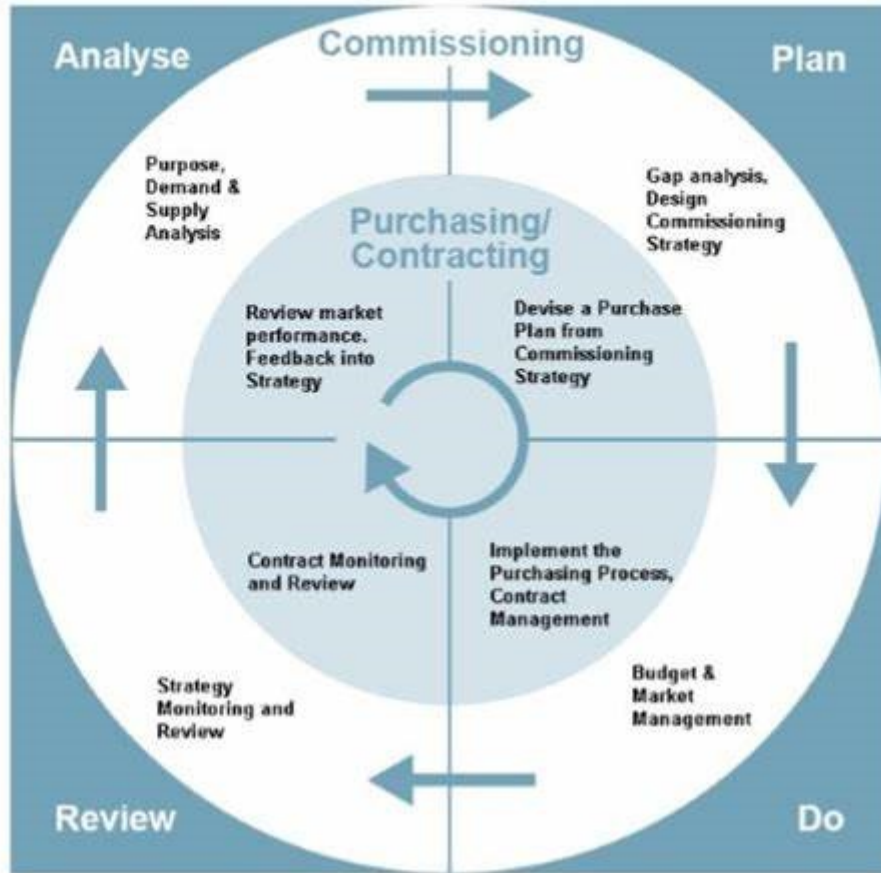 Analyse
Commissioning
Plan
Purpose,
Demand &
Supply
Analysis
Gap analysis,
Design
Commissioning
Strategy
Purchasing/
Contracting
Review market
performance.
Feedback into
Strategy
Devise a Purchase
Plan from
Commissioning
Strategy
Contract Monitoring
and Review
Implement the
Purchasing Process,
Contract
Management
Strategy
Monitoring and
Review
Budget &
Market
Management
Review
Do